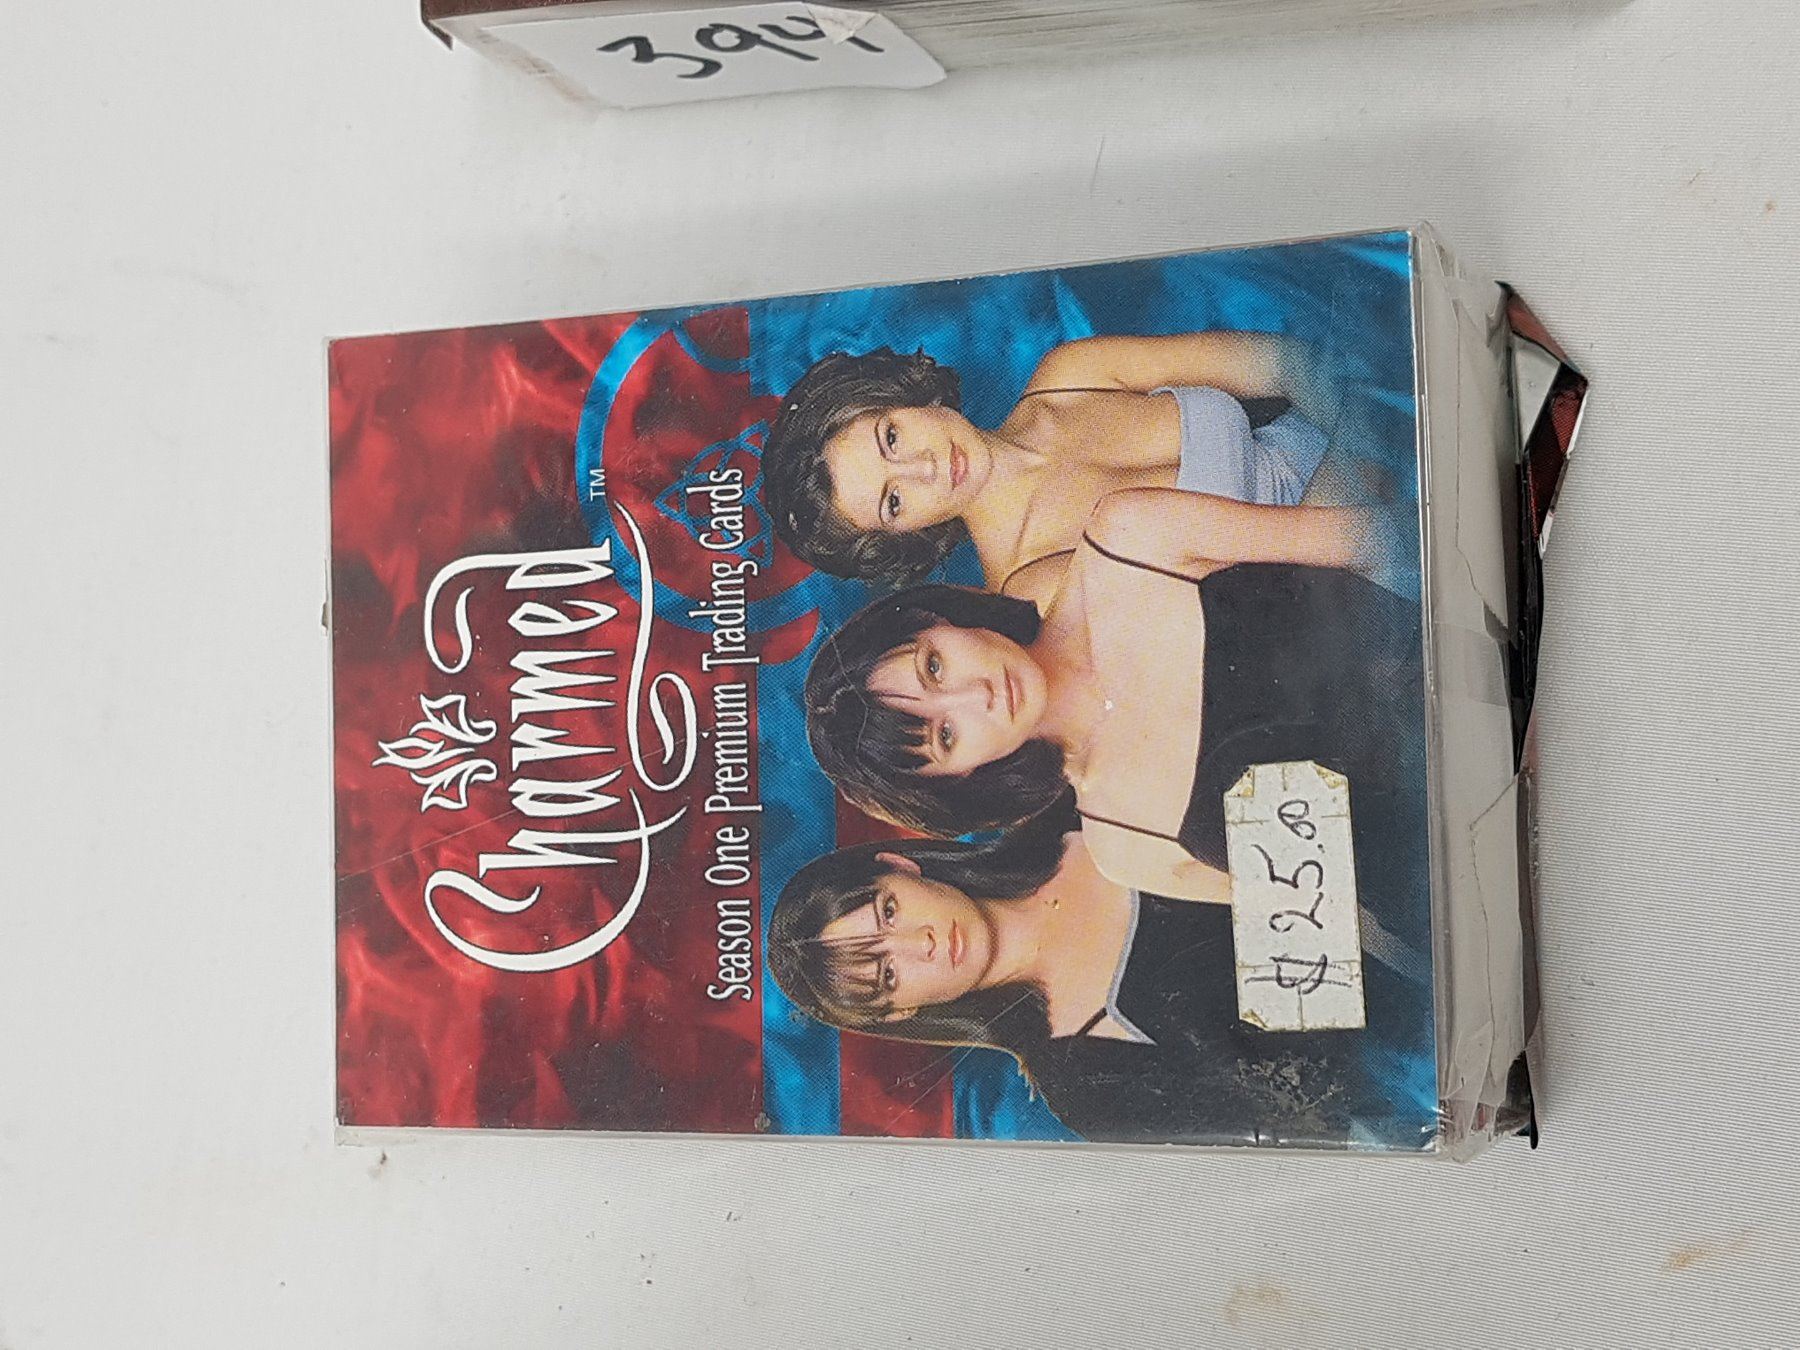 394
Charmed™
Season One Premium Trading Cards
$25.00